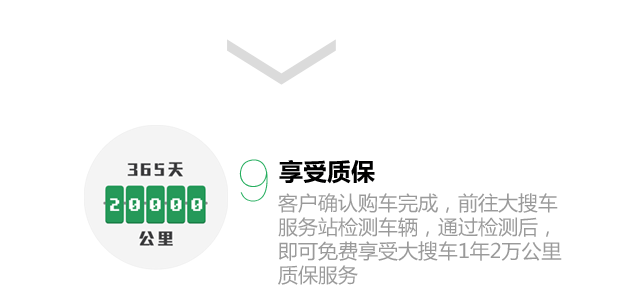 365天
20000
公里
9
享受质保
客户确认购车完成，前往大搜车
服务站检测车辆，通过检测后，
即可免费享受大搜车1年2万公里
质保服务